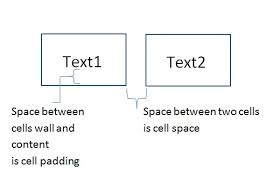 Text1
Text2
Space between
cells wall and
content
is cell padding
Space between two cells
is cell space